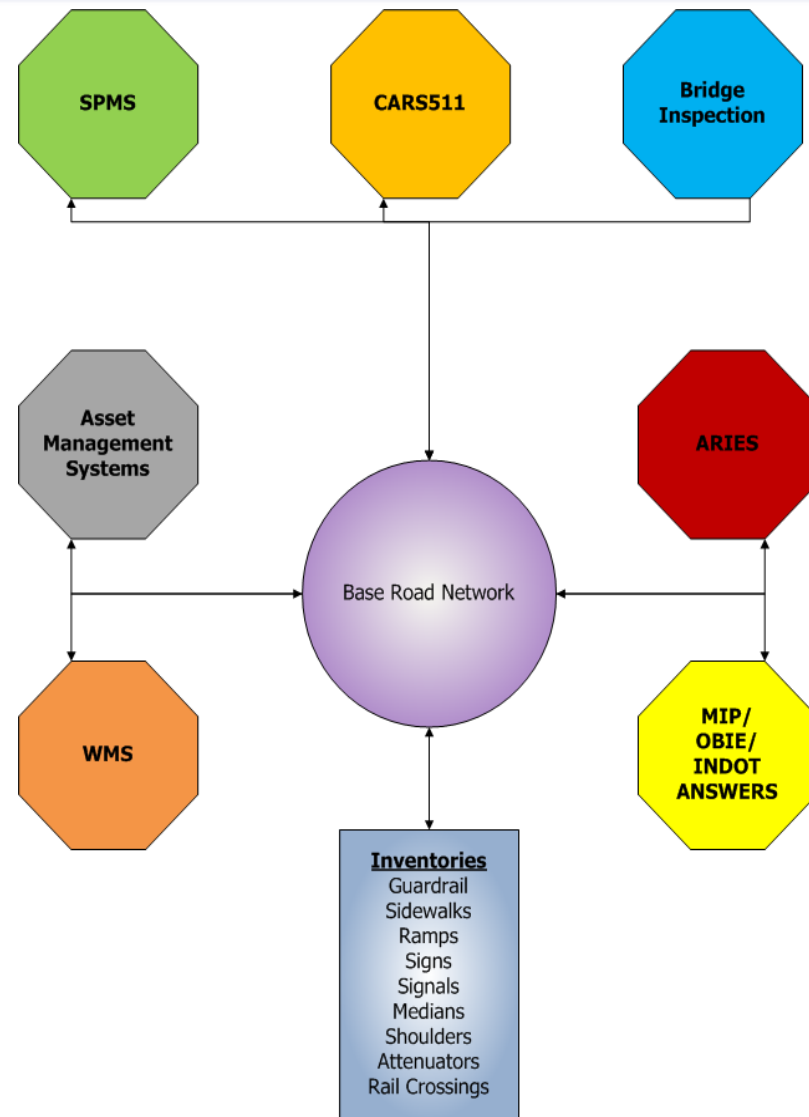 SPMS
CARS511
Bridge
Inspection
Asset
Management
Systems
ARIES
Base Road Network
WMS
MIP/
OBIE/
INDOT
ANSWERS
Inventories
Guardrail
Sidewalks
Ramps
Signs
Signals
Medians
Shoulders
Attenuators
Rail Crossings